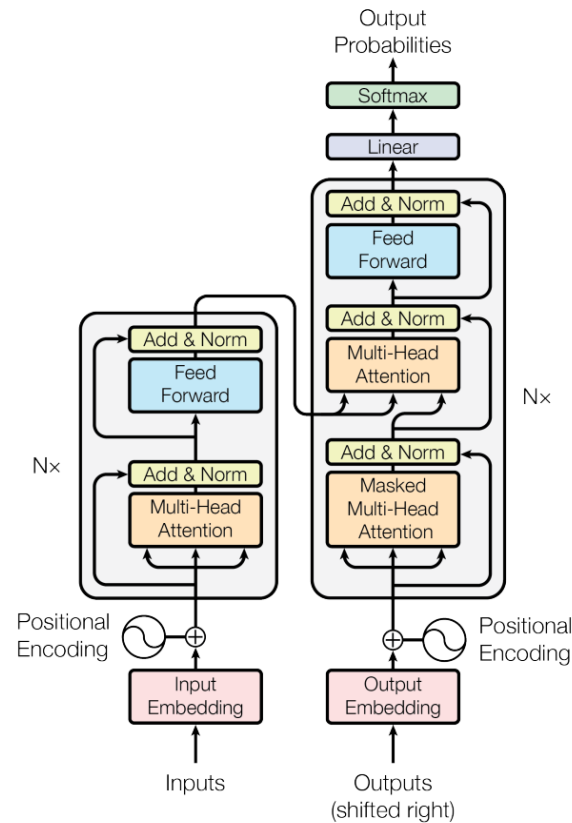 Output
Probabilities
Softmax
Linear
Add & Norm
Feed
Forward
Add & Norm
Multi-Head
Attention
Add & Norm
Masked
Multi-Head
Attention
N×
Add & Norm
Feed
Forward
Add & Norm
Multi-Head
Attention
N×
Positional
Encoding
Positional
Encoding
Input
Embedding
Output
Embedding
Inputs
Outputs
(shifted right)